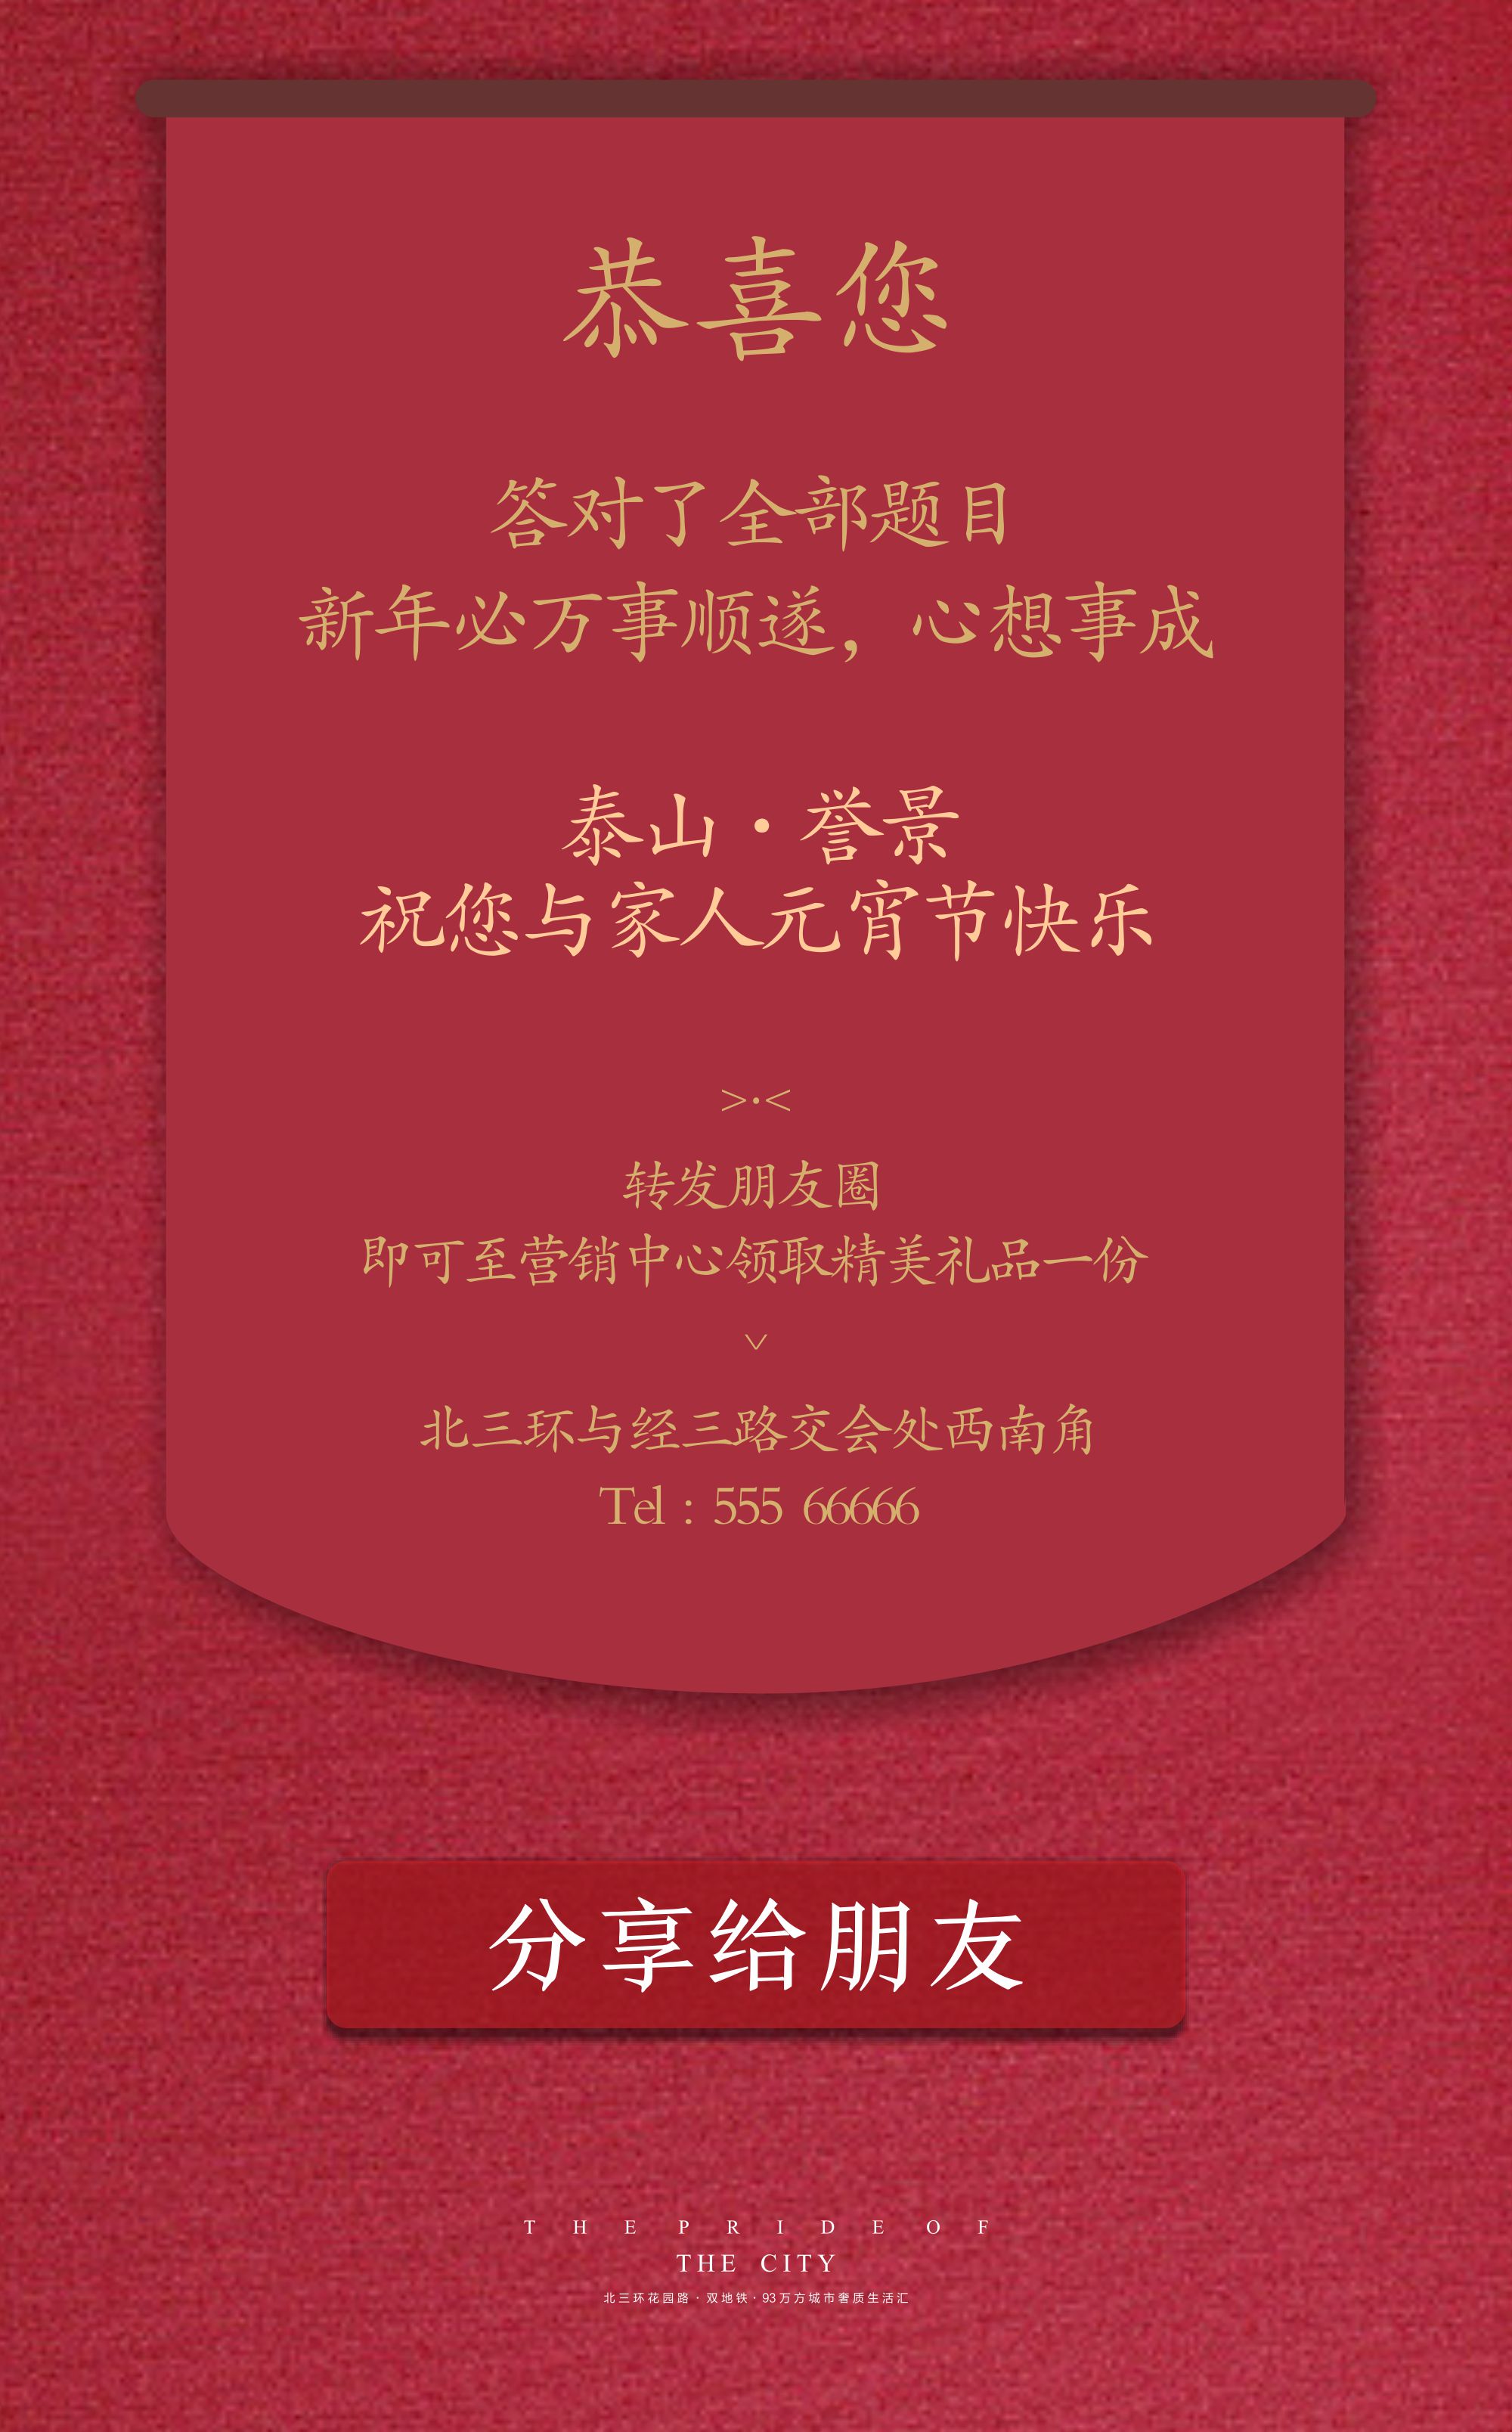 恭喜您
答对了全部题目
新年必万事顺遂，心想事成
泰山·誉景
祝您与家人元宵节快乐
>·<
转发朋友圈
即可至营销中心领取精美礼品一份
北三环与经三路交会处西南角
Tel : 555 66666
分享给朋友
THE PRIDE OF
THE CITY
北三环花园路·双地铁·93万方城市奢质生活汇